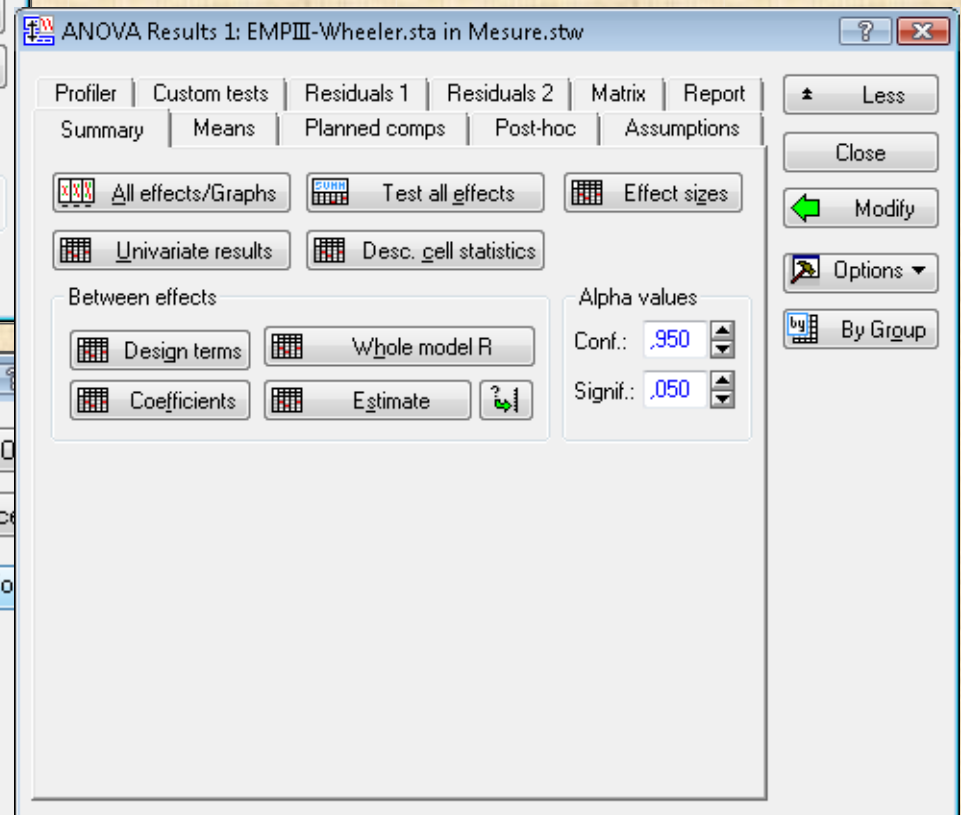 ANOVA Results 1: EMPIII-Wheeler.sta in Mesure.stw
Profiler Custom tests Residuals 1 Residuals 2 Matrix Report
Summary Means Planned comps Post-hoc Assumptions
Less
Close
Modify
Options
By Group
All effects/Graphs Test all effects Effect sizes
Univariate results Desc. cell statistics
Between effects
Design terms Whole model R
Coefficients Estimate
Alpha values
Conf.: ,950
Signif.: ,050